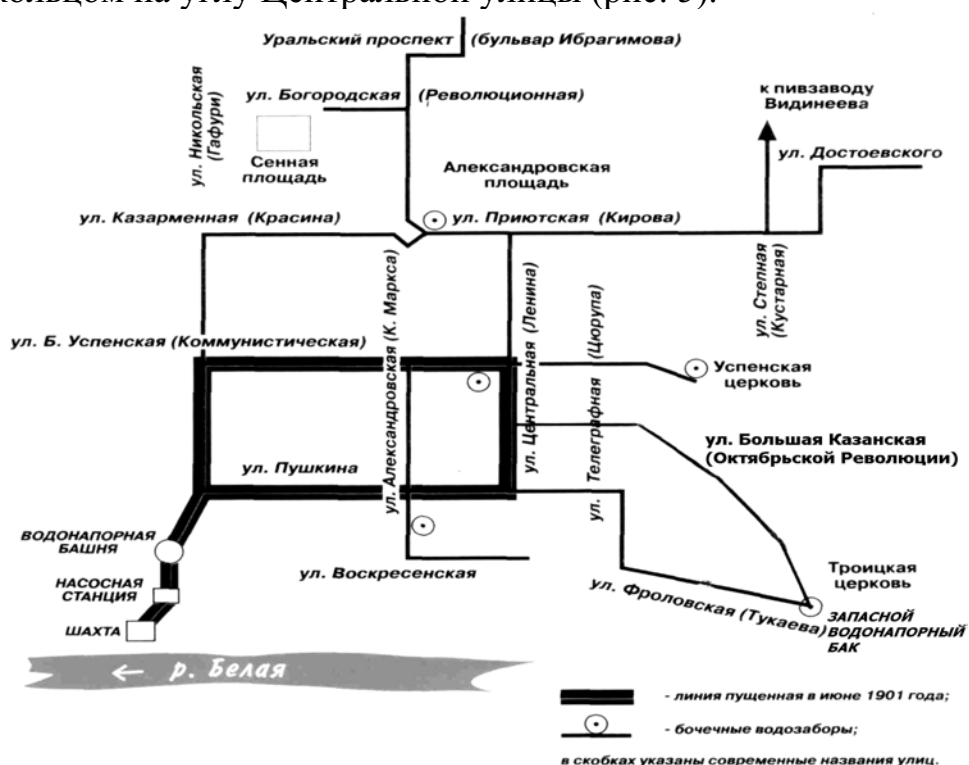 кольцом на углу Центральной улицы (рис. 3).
Уральский проспект (бульвар Ибрагимова)
ул. Никольская
(Гафури)
ул. Богородская (Революционная)
к пивзаводу
Видинеева
Сенная
площадь
Александровская
площадь
ул. Достоевского
ул. Казарменная (Красина)
ул. Приютская (Кирова)
ул. Степная
(Кустарная)
ул. Б. Успенская (Коммунистическая)
ул. Александровская (К. Маркса)
ул. Центральная (Ленина)
ул. Телеграфная (Цюрупа)
Успенская
церковь
ул. Большая Казанская
(Октябрьской Революции)
ул. Пушкина
ВОДОНАПОРНАЯ
БАШНЯ
НАСОСНАЯ
СТАНЦИЯ
ШАХТА
ул. Воскресенская
ул. Фроловская (Тукаева)
Троицкая
церковь
ЗАПАСНОЙ
ВОДОНАПОРНЫЙ
БАК
← р. Белая
- линия пущенная в июне 1901 года;
- бочечные водозаборы;
в скобках указаны современные названия улиц.